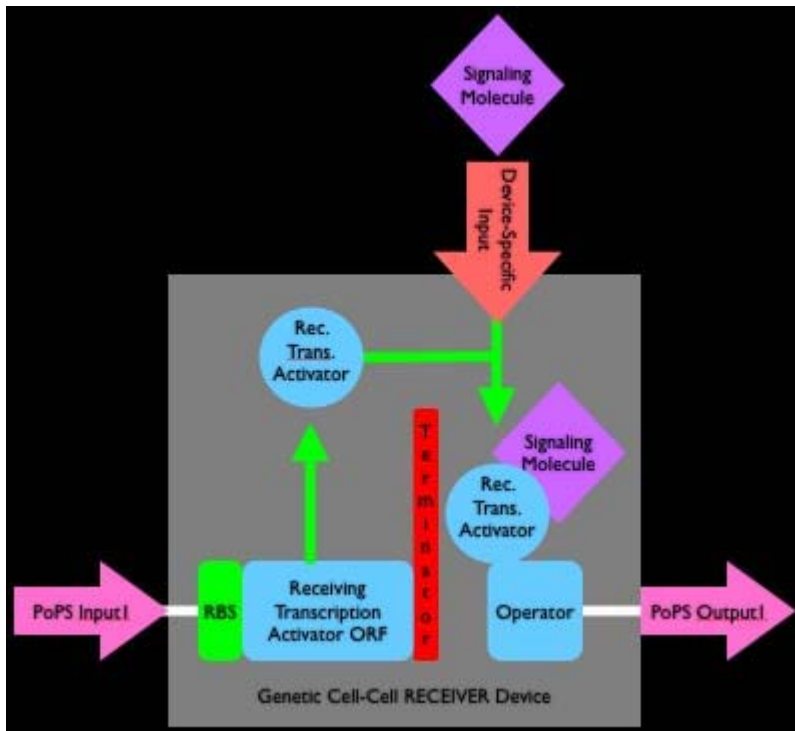 Signaling
Molecule
Device-Specific
Input
Rec.
Trans.
Activator
Signaling
Molecule
Rec.
Trans.
Activator
Terminator
PoPS Input1
RBS
Receiving
Transcription
Activator ORF
Operator
PoPS Output1
Genetic Cell-Cell RECEIVER Device